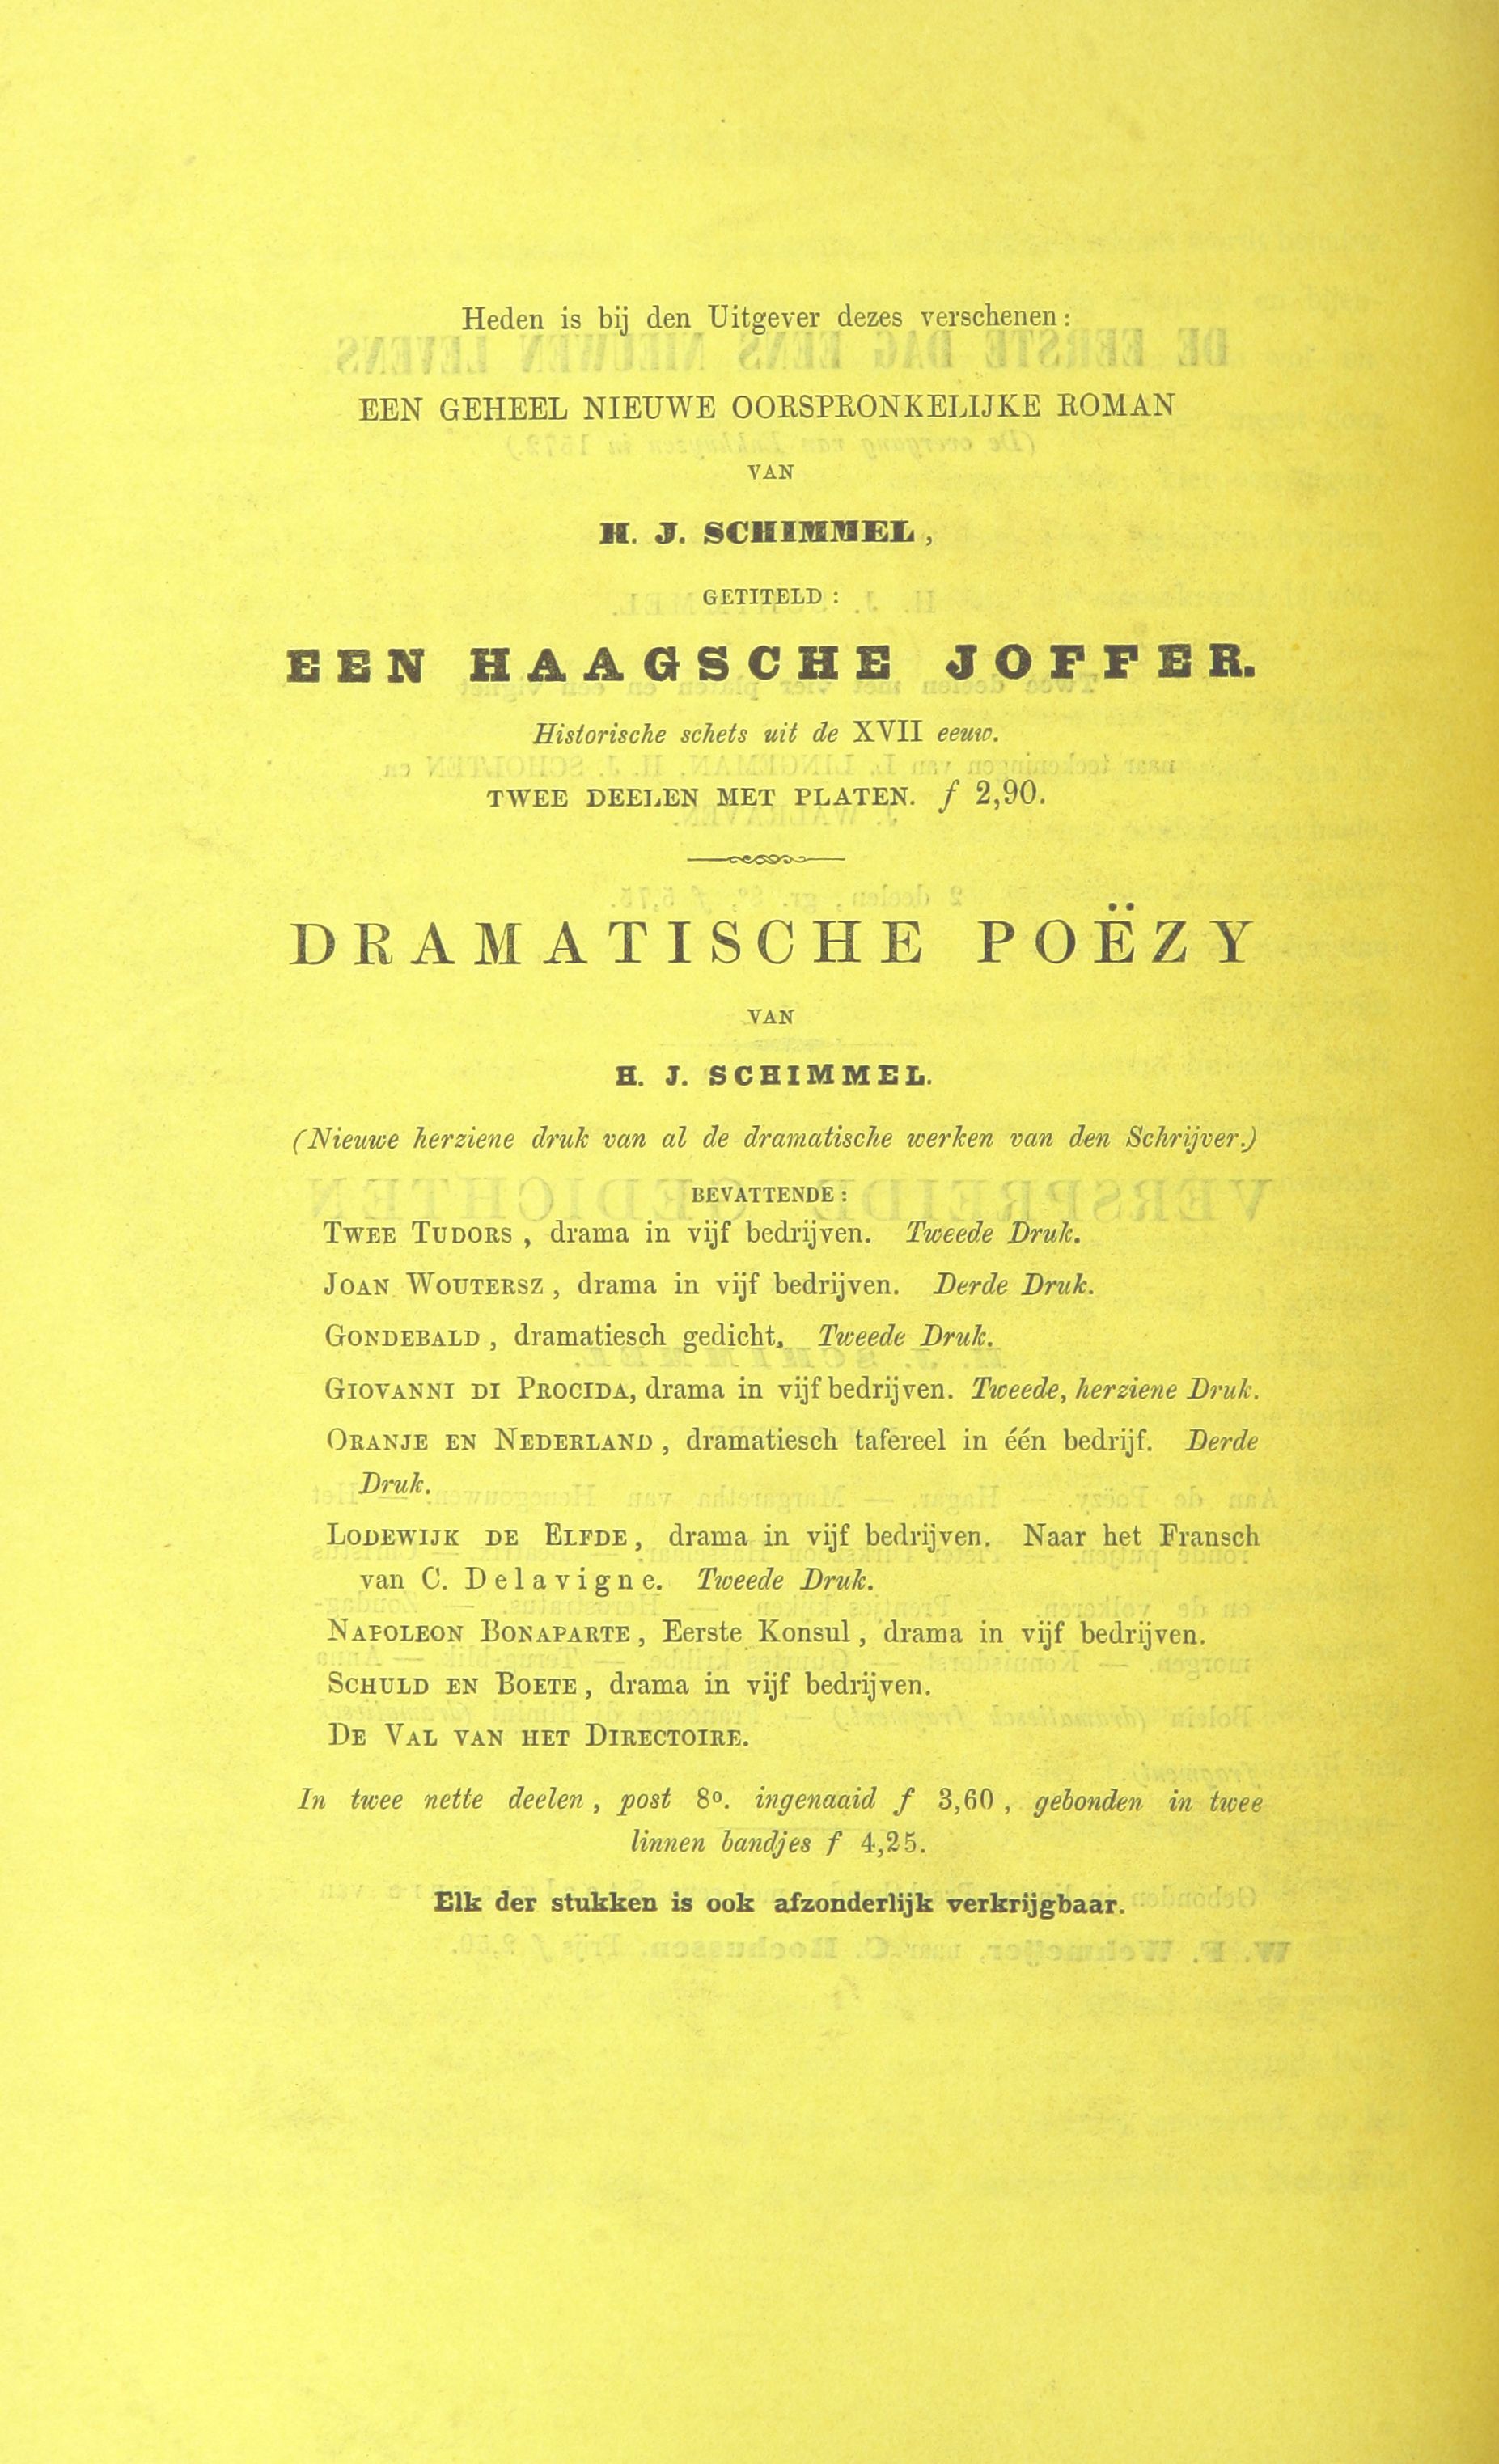 Heden is bij den Uitgever dezes verschenen:
EEN GEHEEL NIEUWE OORSPRONKELIJKE ROMAN
VAN
H. J. SCHIMMEL,
GETITELD:
EEN HAAGSCHE JOFFER.
Historische schets uit de XVII eeuw.
TWEE DEELEN MET PLATEN. f 2,90.
DRAMATISCHE POËZY
VAN
H. J. SCHIMMEL.
(Nieuwe herziene druk van al de dramatische werken van den Schrijver.)
BEVATTENDE:
TWEE TUDORS, drama in vijf bedrijven. Tweede Druk.
JOAN WOUTERSZ, drama in vijf bedrijven. Derde Druk.
GONDEBALD, dramatiesch gedicht. Tweede Druk.
GIOVANNI DI PROCIDA, drama in vijf bedrijven. Tweede, herziene Druk.
ORANJE EN NEDERLAND, dramatiesch tafereel in één bedrijf. Derde
Druk.
LODEWIJK DE ELFDE, drama in vijf bedrijven. Naar het Fransch
van C. Delavigne. Tweede Druk.
NAPOLEON BONAPARTE, Eerste Konsul, drama in vijf bedrijven.
SCHULD EN BOETE, drama in vijf bedrijven.
DE VAL VAN HET DIRECTOIRE.
In twee nette deelen, post 8o. ingenaaid f 3,60, gebonden in twee
linnen bandjes f 4,25.
Elk der stukken is ook afzonderlijk verkrijgbaar.